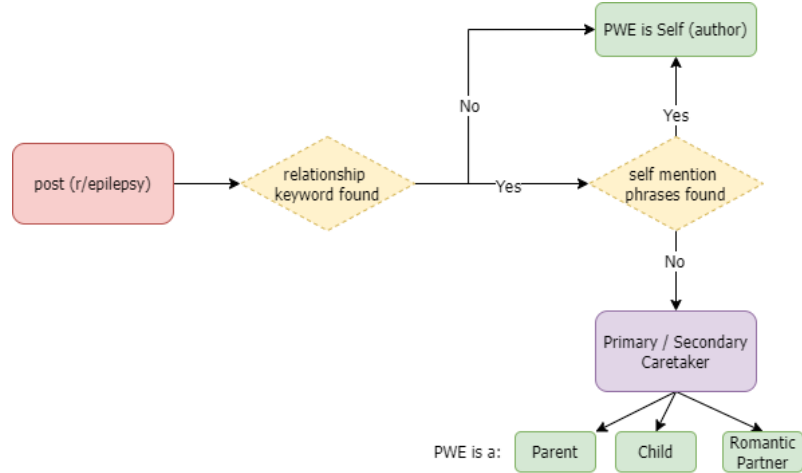 PWE is Self (author)
No
Yes
post (r/epilepsy)
relationship
keyword found
Yes
self mention
phrases found
No
Primary / Secondary
Caretaker
PWE is a:
Parent
Child
Romantic
Partner